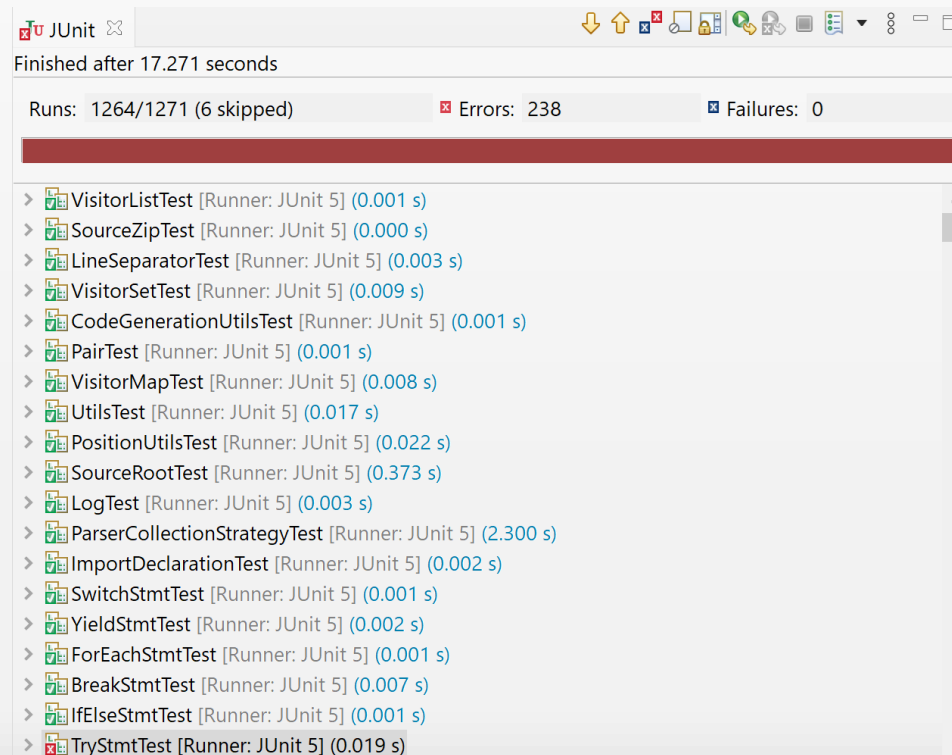 JUnit
Finished after 17.271 seconds
Runs: 1264/1271 (6 skipped) Errors: 238 Failures: 0
VisitorListTest [Runner: JUnit 5] (0.001 s)
SourceZipTest [Runner: JUnit 5] (0.000 s)
LineSeparatorTest [Runner: JUnit 5] (0.003 s)
VisitorSetTest [Runner: JUnit 5] (0.009 s)
CodeGenerationUtilsTest [Runner: JUnit 5] (0.001 s)
PairTest [Runner: JUnit 5] (0.001 s)
VisitorMapTest [Runner: JUnit 5] (0.008 s)
UtilsTest [Runner: JUnit 5] (0.017 s)
PositionUtilsTest [Runner: JUnit 5] (0.022 s)
SourceRootTest [Runner: JUnit 5] (0.373 s)
LogTest [Runner: JUnit 5] (0.003 s)
ParserCollectionStrategyTest [Runner: JUnit 5] (2.300 s)
ImportDeclarationTest [Runner: JUnit 5] (0.002 s)
SwitchStmtTest [Runner: JUnit 5] (0.001 s)
YieldStmtTest [Runner: JUnit 5] (0.002 s)
ForEachStmtTest [Runner: JUnit 5] (0.001 s)
BreakStmtTest [Runner: JUnit 5] (0.007 s)
IfElseStmtTest [Runner: JUnit 5] (0.001 s)
TryStmtTest [Runner: JUnit 5] (0.019 s)